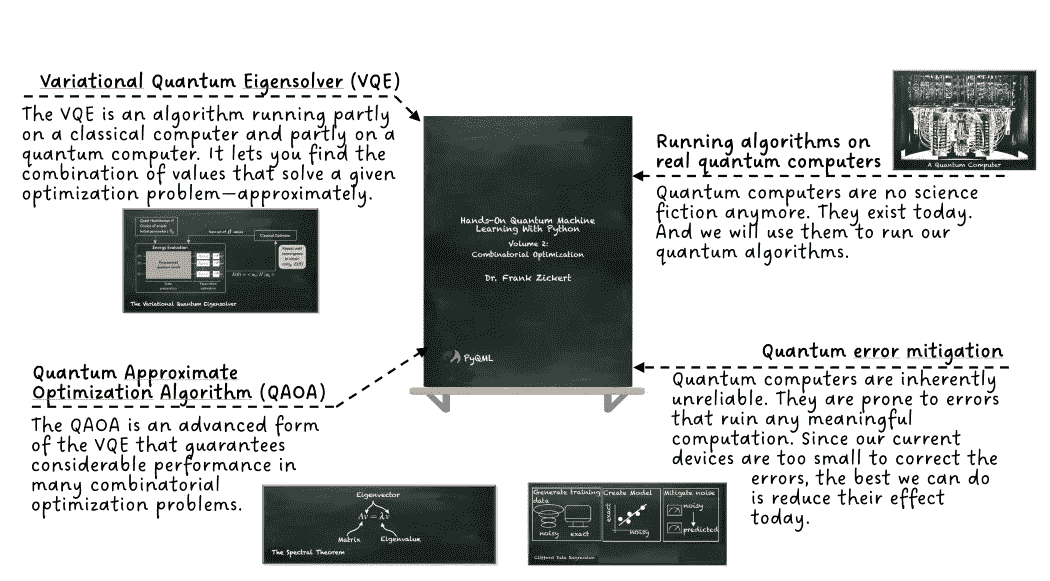 Variational Quantum Eigensolver (VQE)
The VQE is an algorithm running partly
on a classical computer and partly on a
quantum computer. It lets you find the
combination of values that solve a given
optimization problem—approximately.
Energy Evaluation
Classical Optimizer
The Variational Quantum Eigensolver
Quantum Approximate
Optimization Algorithm (QAOA)
The QAOA is an advanced form
of the VQE that guarantees
considerable performance in
many combinatorial
optimization problems.
Eigenvector
Av = λv
Matrix
Eigenvalue
The Spectral Theorem
Hands-On Quantum Machine
Learning With Python
Volume 2:
Combinatorial Optimization
Dr. Frank Zickert
PyQML
A Quantum Computer
Running algorithms on
real quantum computers
Quantum computers are no science
fiction anymore. They exist today.
And we will use them to run our
quantum algorithms.
Quantum error mitigation
Quantum computers are inherently
unreliable. They are prone to errors
that ruin any meaningful
computation. Since our current
devices are too small to correct the
errors, the best we can do
is reduce their effect
today.
Generate training
data
noisy
exact
Create Model
exact
noisy
Mitigate noise
noisy
predicted
Clifford Data Regression